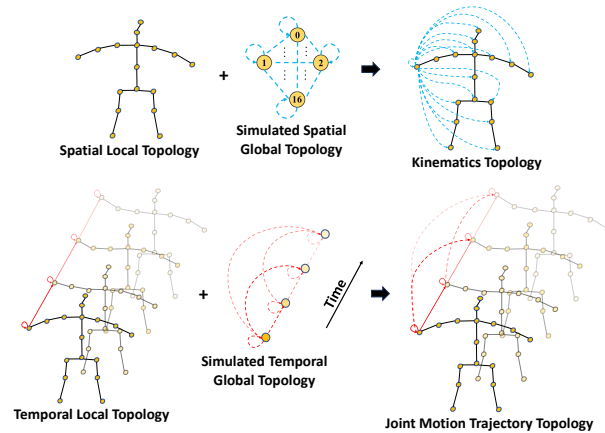 0
1
2
16
+
Spatial Local Topology
Simulated Spatial
Global Topology
Kinematics Topology
+
Time
Simulated Temporal
Global Topology
Temporal Local Topology
Joint Motion Trajectory Topology